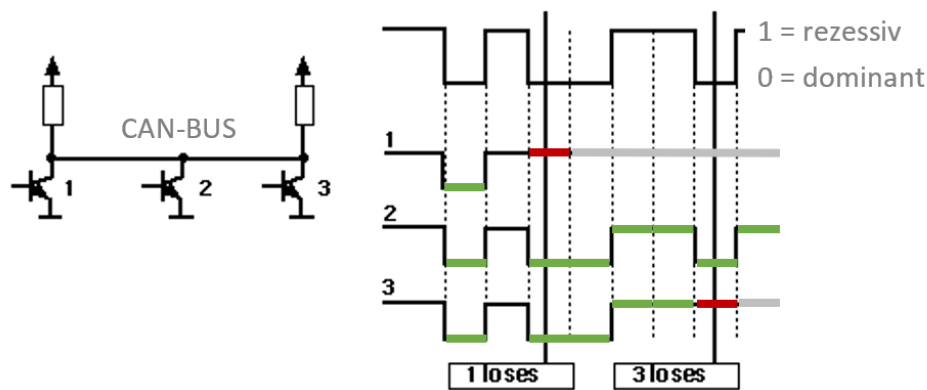 CAN-BUS
1
2
3
1 = rezessiv
0 = dominant
1
2
3
1 loses
3 loses